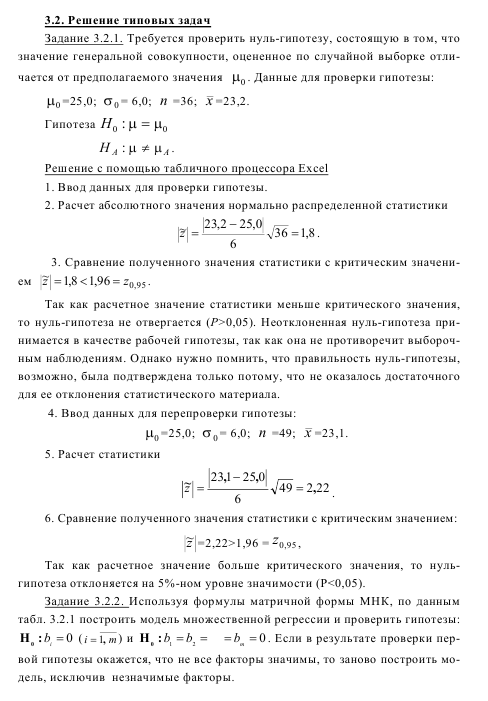 3.2. Решение типовых задач
Задание 3.2.1. Требуется проверить нуль-гипотезу, состоящую в том, что
значение генеральной совокупности, оцененное по случайной выборке отли-
чается от предполагаемого значения μ₀. Данные для проверки гипотезы:
μ₀=25,0; σ₀= 6,0; n =36; x̅=23,2.
Гипотеза H₀ : μ = μ₀
H_A : μ ≠ μ_A.
Решение с помощью табличного процессора Excel
1. Ввод данных для проверки гипотезы.
2. Расчет абсолютного значения нормально распределенной статистики
|z̃| = |23,2 − 25,0| / 6 √36 = 1,8.
3. Сравнение полученного значения статистики с критическим значени-
ем |z̃| = 1,8 < 1,96 = z₀,₉₅.
Так как расчетное значение статистики меньше критического значения,
то нуль-гипотеза не отвергается (P>0,05). Неотклоненная нуль-гипотеза при-
нимается в качестве рабочей гипотезы, так как она не противоречит выбороч-
ным наблюдениям. Однако нужно помнить, что правильность нуль-гипотезы,
возможно, была подтверждена только потому, что не оказалось достаточного
для ее отклонения статистического материала.
4. Ввод данных для перепроверки гипотезы:
μ₀=25,0; σ₀= 6,0; n =49; x̅=23,1.
5. Расчет статистики
|z̃| = |23,1 − 25,0| / 6 √49 = 2,22.
6. Сравнение полученного значения статистики с критическим значением:
|z̃| =2,22>1,96 = z₀,₉₅,
Так как расчетное значение больше критического значения, то нуль-
гипотеза отклоняется на 5%-ном уровне значимости (P<0,05).
Задание 3.2.2. Используя формулы матричной формы МНК, по данным
табл. 3.2.1 построить модель множественной регрессии и проверить гипотезы:
H₀ : bᵢ = 0 (i = 1, m) и H₀ : b₁ = b₂ = = bₘ = 0. Если в результате проверки пер-
вой гипотезы окажется, что не все факторы значимы, то заново построить мо-
дель, исключив незначимые факторы.